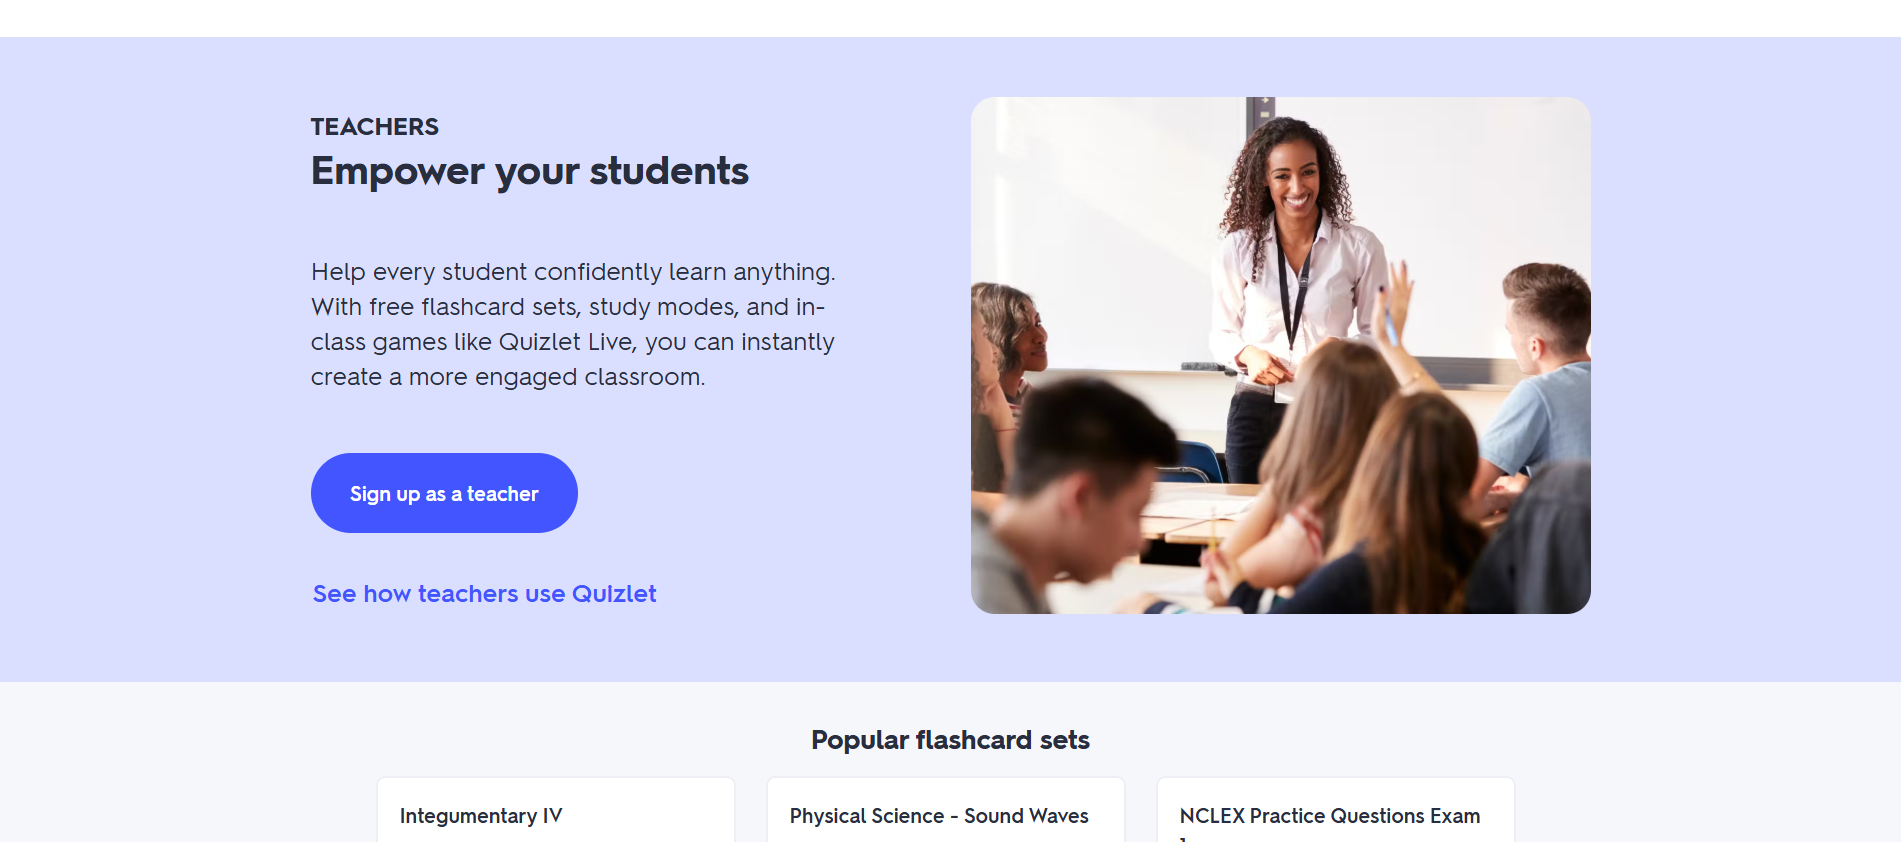 TEACHERS
Empower your students
Help every student confidently learn anything.
With free flashcard sets, study modes, and in-
class games like Quizlet Live, you can instantly
create a more engaged classroom.
Sign up as a teacher
See how teachers use Quizlet
Popular flashcard sets
Integumentary IV
Physical Science - Sound Waves
NCLEX Practice Questions Exam